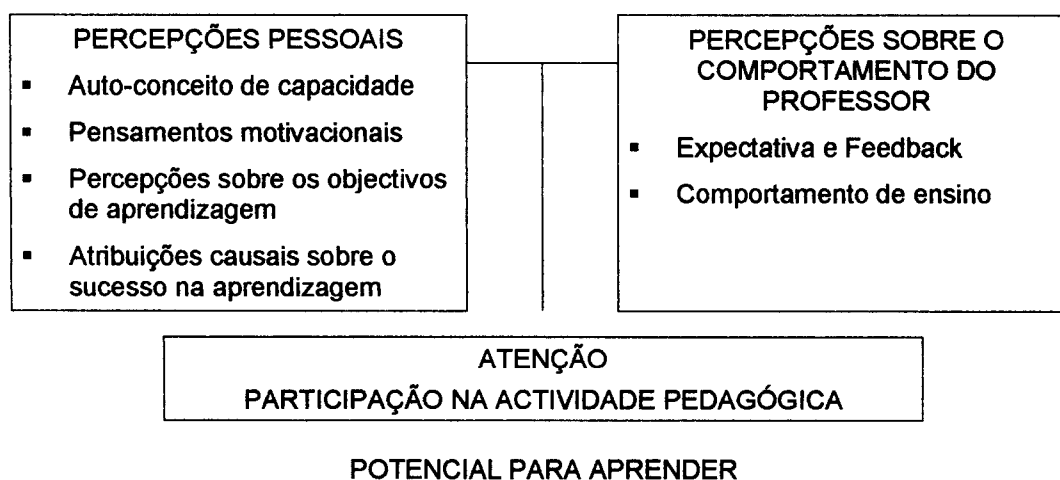 PERCEPÇÕES PESSOAIS
▪ Auto-conceito de capacidade
▪ Pensamentos motivacionais
▪ Percepções sobre os objectivos
de aprendizagem
▪ Atribuições causais sobre o
sucesso na aprendizagem
PERCEPÇÕES SOBRE O
COMPORTAMENTO DO
PROFESSOR
▪ Expectativa e Feedback
▪ Comportamento de ensino
ATENÇÃO
PARTICIPAÇÃO NA ACTIVIDADE PEDAGÓGICA
POTENCIAL PARA APRENDER